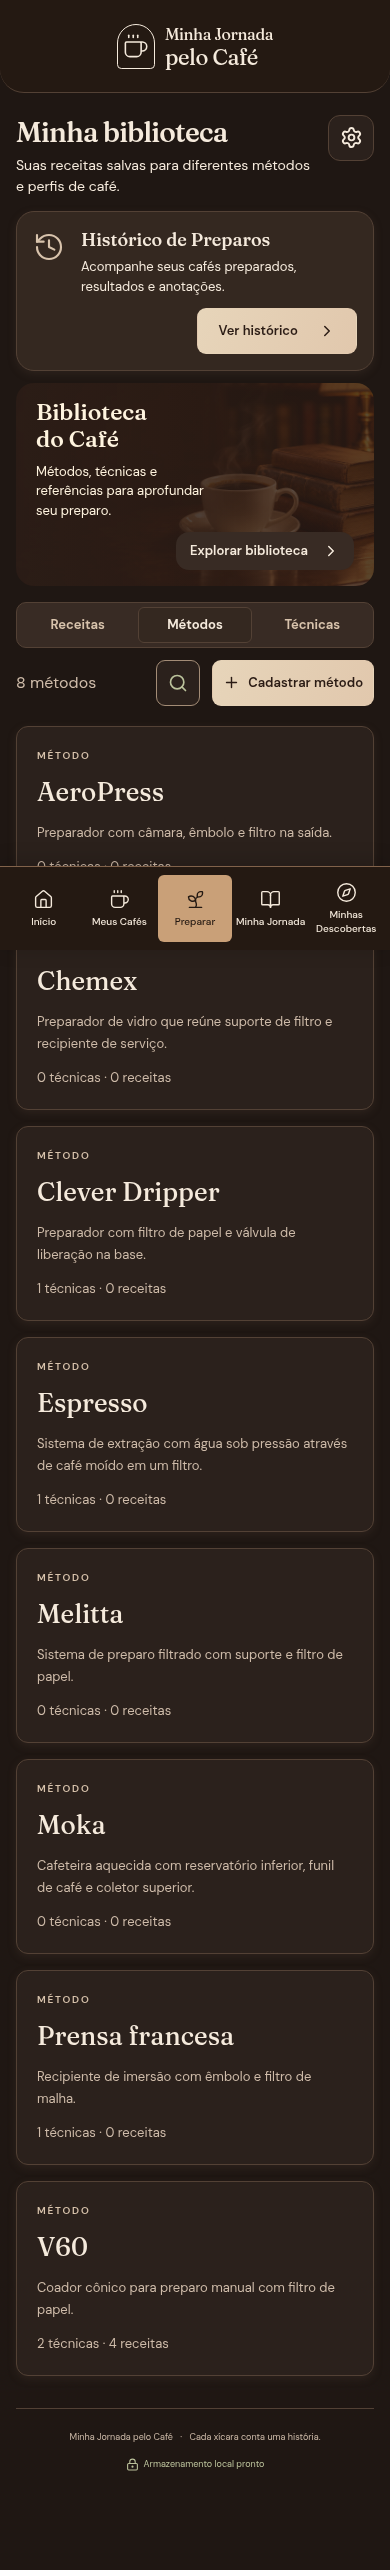 Minha Jornada
pelo Café
Minha biblioteca
Suas receitas salvas para diferentes métodos
e perfis de café.
Histórico de Preparos
Acompanhe seus cafés preparados,
resultados e anotações.
Ver histórico
Biblioteca
do Café
Métodos, técnicas e
referências para aprofundar
seu preparo.
Explorar biblioteca
Receitas
Métodos
Técnicas
8 métodos
Cadastrar método
MÉTODO
AeroPress
Preparador com câmara, êmbolo e filtro na saída.
Início
Meus Cafés
Preparar
Minha Jornada
Minhas
Descobertas
Chemex
Preparador de vidro que reúne suporte de filtro e
recipiente de serviço.
0 técnicas · 0 receitas
MÉTODO
Clever Dripper
Preparador com filtro de papel e válvula de
liberação na base.
1 técnicas · 0 receitas
MÉTODO
Espresso
Sistema de extração com água sob pressão através
de café moído em um filtro.
1 técnicas · 0 receitas
MÉTODO
Melitta
Sistema de preparo filtrado com suporte e filtro de
papel.
0 técnicas · 0 receitas
MÉTODO
Moka
Cafeteira aquecida com reservatório inferior, funil
de café e coletor superior.
0 técnicas · 0 receitas
MÉTODO
Prensa francesa
Recipiente de imersão com êmbolo e filtro de
malha.
1 técnicas · 0 receitas
MÉTODO
V60
Coador cônico para preparo manual com filtro de
papel.
2 técnicas · 4 receitas
Minha Jornada pelo Café · Cada xícara conta uma história.
Armazenamento local pronto